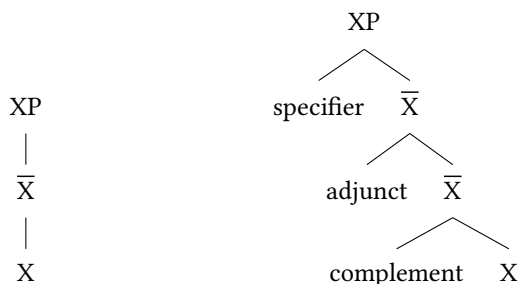 XP
specifier X̅
XP
adjunct X̅
X̅
complement X
X